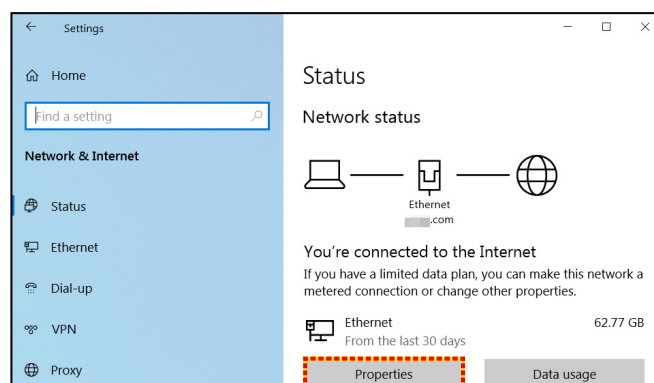 Settings
Home
Find a setting
Network & Internet
Status
Ethernet
Dial-up
VPN
Proxy
Status
Network status
Ethernet
.com
You're connected to the Internet
If you have a limited data plan, you can make this network a
metered connection or change other properties.
Ethernet 62.77 GB
From the last 30 days
Properties Data usage